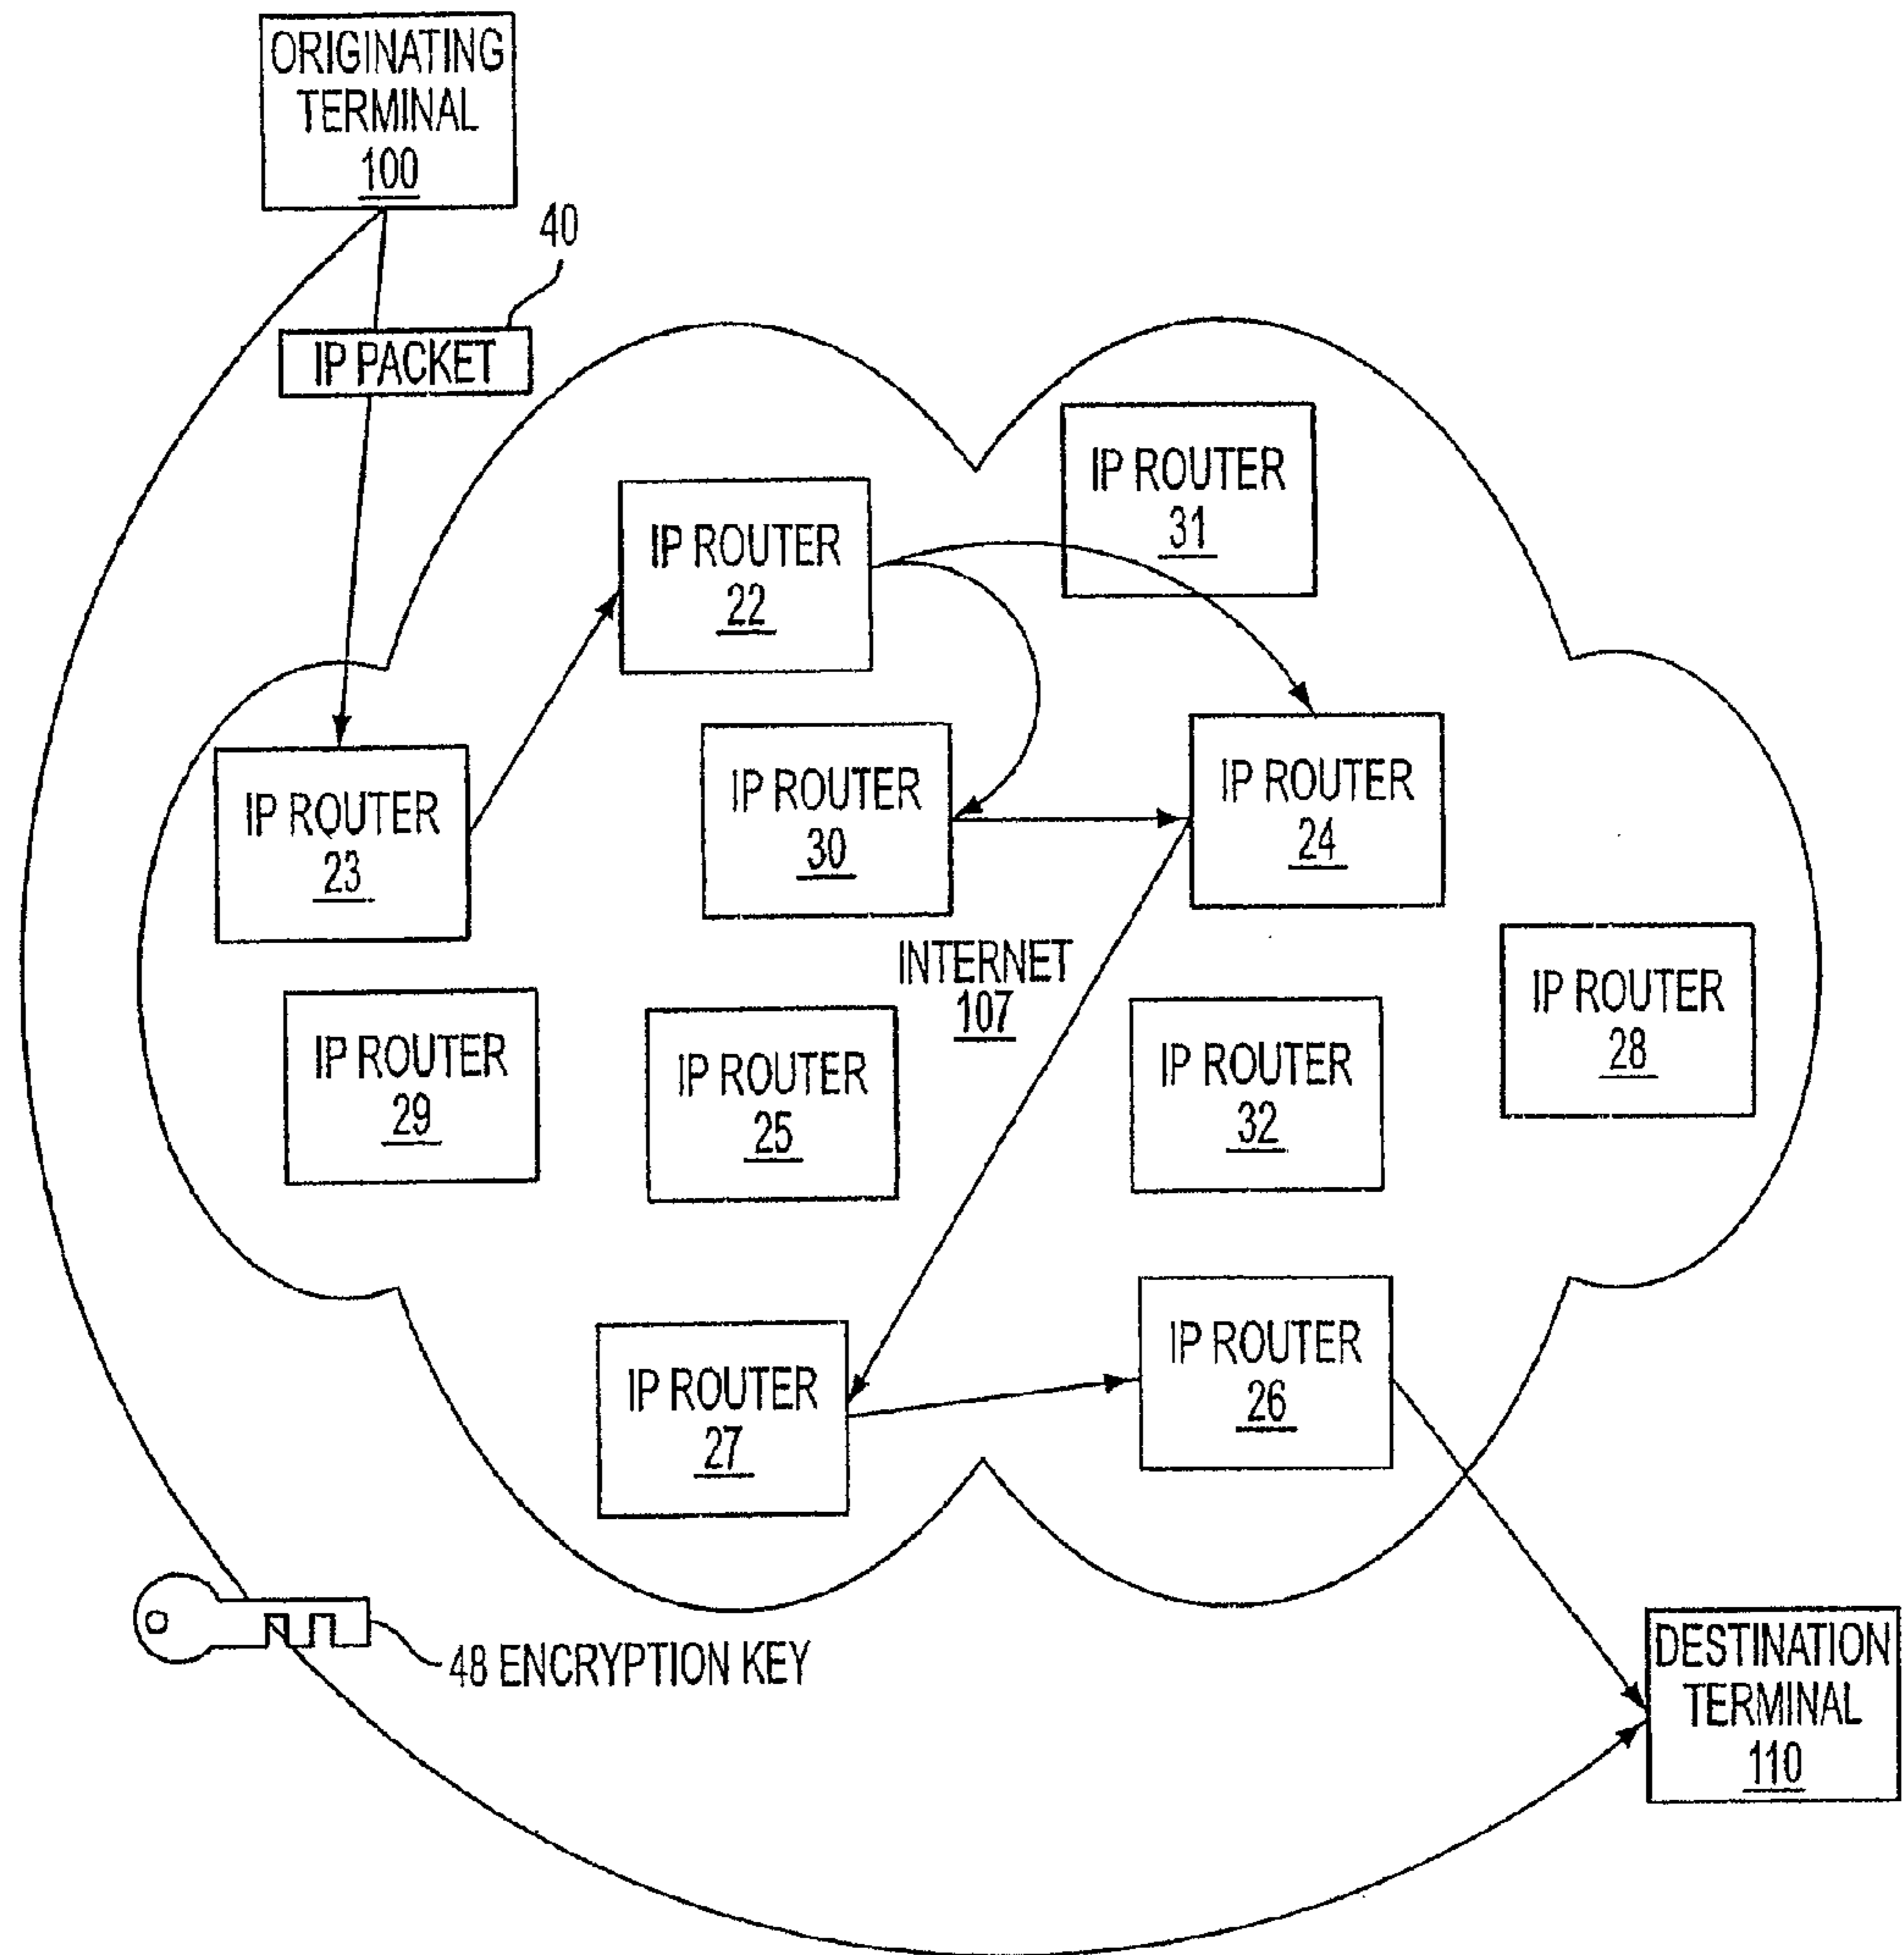 ORIGINATING
TERMINAL
100
40
IP PACKET
IP ROUTER
31
IP ROUTER
22
IP ROUTER
23
IP ROUTER
30
IP ROUTER
24
INTERNET
107
IP ROUTER
28
IP ROUTER
29
IP ROUTER
25
IP ROUTER
32
IP ROUTER
27
IP ROUTER
26
48 ENCRYPTION KEY
DESTINATION
TERMINAL
110